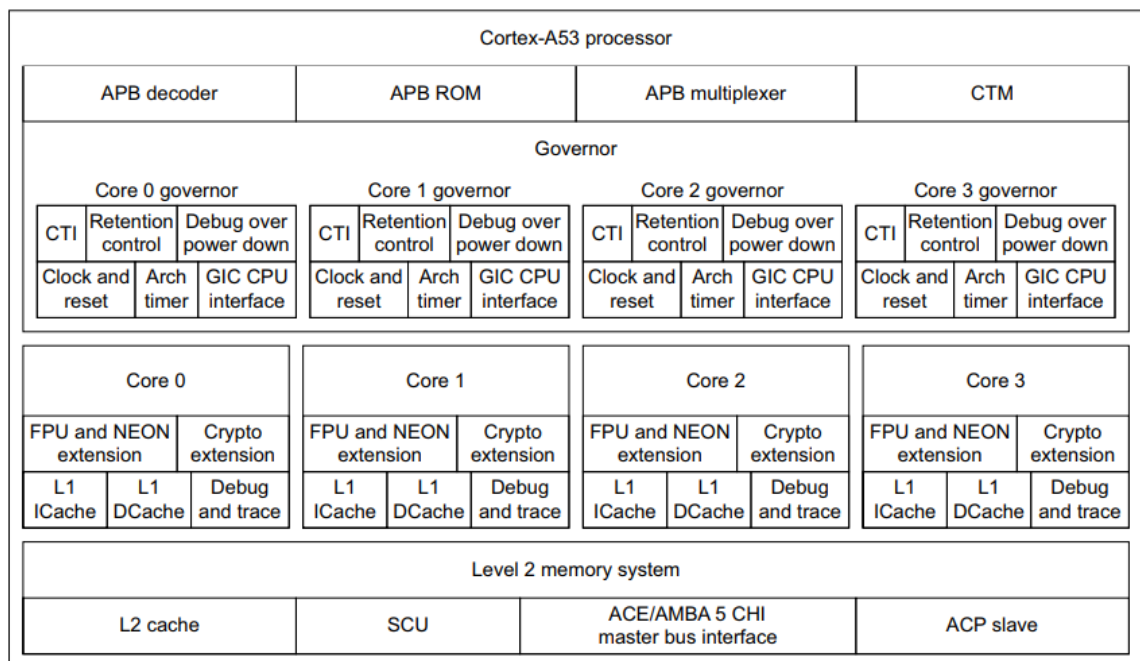 Cortex-A53 processor
APB decoder
APB ROM
APB multiplexer
CTM
Governor
Core 0 governor
Core 1 governor
Core 2 governor
Core 3 governor
CTI
Retention
control
Debug over
power down
CTI
Retention
control
Debug over
power down
CTI
Retention
control
Debug over
power down
CTI
Retention
control
Debug over
power down
Clock and
reset
Arch
timer
GIC CPU
interface
Clock and
reset
Arch
timer
GIC CPU
interface
Clock and
reset
Arch
timer
GIC CPU
interface
Clock and
reset
Arch
timer
GIC CPU
interface
Core 0
Core 1
Core 2
Core 3
FPU and NEON
extension
Crypto
extension
FPU and NEON
extension
Crypto
extension
FPU and NEON
extension
Crypto
extension
FPU and NEON
extension
Crypto
extension
L1
ICache
L1
DCache
Debug
and trace
L1
ICache
L1
DCache
Debug
and trace
L1
ICache
L1
DCache
Debug
and trace
L1
ICache
L1
DCache
Debug
and trace
Level 2 memory system
L2 cache
SCU
ACE/AMBA 5 CHI
master bus interface
ACP slave